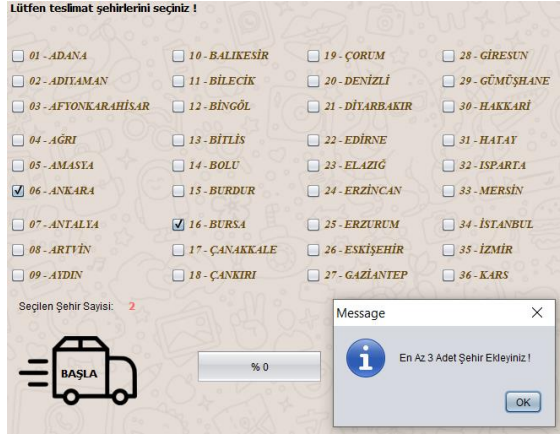 Lütfen teslimat şehirlerini seçiniz !
01 - ADANA
02 - ADIYAMAN
03 - AFYONKARAHİSAR
04 - AĞRI
05 - AMASYA
06 - ANKARA
07 - ANTALYA
08 - ARTVİN
09 - AYDIN
10 - BALIKESİR
11 - BİLECİK
12 - BİNGÖL
13 - BİTLİS
14 - BOLU
15 - BURDUR
16 - BURSA
17 - ÇANAKKALE
18 - ÇANKIRI
19 - ÇORUM
20 - DENİZLİ
21 - DİYARBAKIR
22 - EDİRNE
23 - ELAZIĞ
24 - ERZİNCAN
25 - ERZURUM
26 - ESKİŞEHİR
27 - GAZİANTEP
28 - GİRESUN
29 - GÜMÜŞHANE
30 - HAKKARİ
31 - HATAY
32 - ISPARTA
33 - MERSİN
34 - İSTANBUL
35 - İZMİR
36 - KARS
Seçilen Şehir Sayisi: 2
BAŞLA
% 0
Message
En Az 3 Adet Şehir Ekleyiniz !
OK